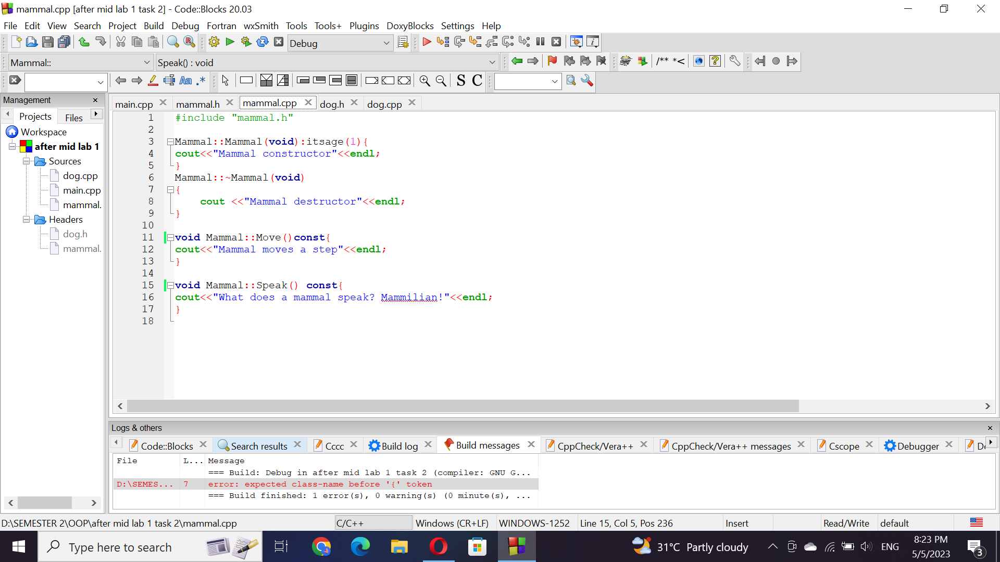 mammal.cpp [after mid lab 1 task 2] - Code::Blocks 20.03
File Edit View Search Project Build Debug Fortran wxSmith Tools Tools+ Plugins DoxyBlocks Settings Help
Debug
Mammal:: Speak() : void /** *<
Aa .* S C
Management
Projects Files
Workspace
after mid lab 1
Sources
dog.cpp
main.cpp
mammal.
Headers
dog.h
mammal.
main.cpp mammal.h mammal.cpp dog.h dog.cpp
1 #include "mammal.h"
2
3 Mammal::Mammal(void):itsage(1){
4 cout<<"Mammal constructor"<<endl;
5 }
6 Mammal::~Mammal(void)
7 {
8 cout <<"Mammal destructor"<<endl;
9 }
10
11 void Mammal::Move()const{
12 cout<<"Mammal moves a step"<<endl;
13 }
14
15 void Mammal::Speak() const{
16 cout<<"What does a mammal speak? Mammilian!"<<endl;
17 }
18
Logs & others
Code::Blocks Search results Cccc Build log Build messages CppCheck/Vera++ CppCheck/Vera++ messages Cscope Debugger
File L... Message
=== Build: Debug in after mid lab 1 task 2 (compiler: GNU G...
D:\SEMES... 7 error: expected class-name before '{' token
=== Build finished: 1 error(s), 0 warning(s) (0 minute(s), ...
D:\SEMESTER 2\OOP\after mid lab 1 task 2\mammal.cpp C/C++ Windows (CR+LF) WINDOWS-1252 Line 15, Col 5, Pos 236 Insert Read/Write default
Type here to search 31°C Partly cloudy ENG 8:23 PM
5/5/2023 3